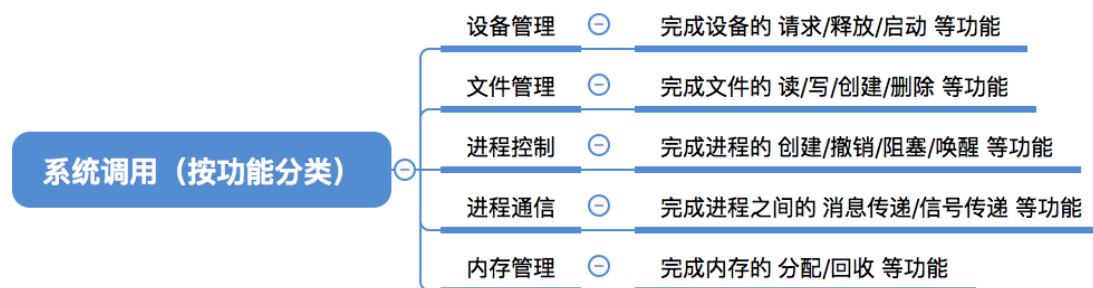 系统调用（按功能分类）
设备管理 完成设备的 请求/释放/启动 等功能
文件管理 完成文件的 读/写/创建/删除 等功能
进程控制 完成进程的 创建/撤销/阻塞/唤醒 等功能
进程通信 完成进程之间的 消息传递/信号传递 等功能
内存管理 完成内存的 分配/回收 等功能